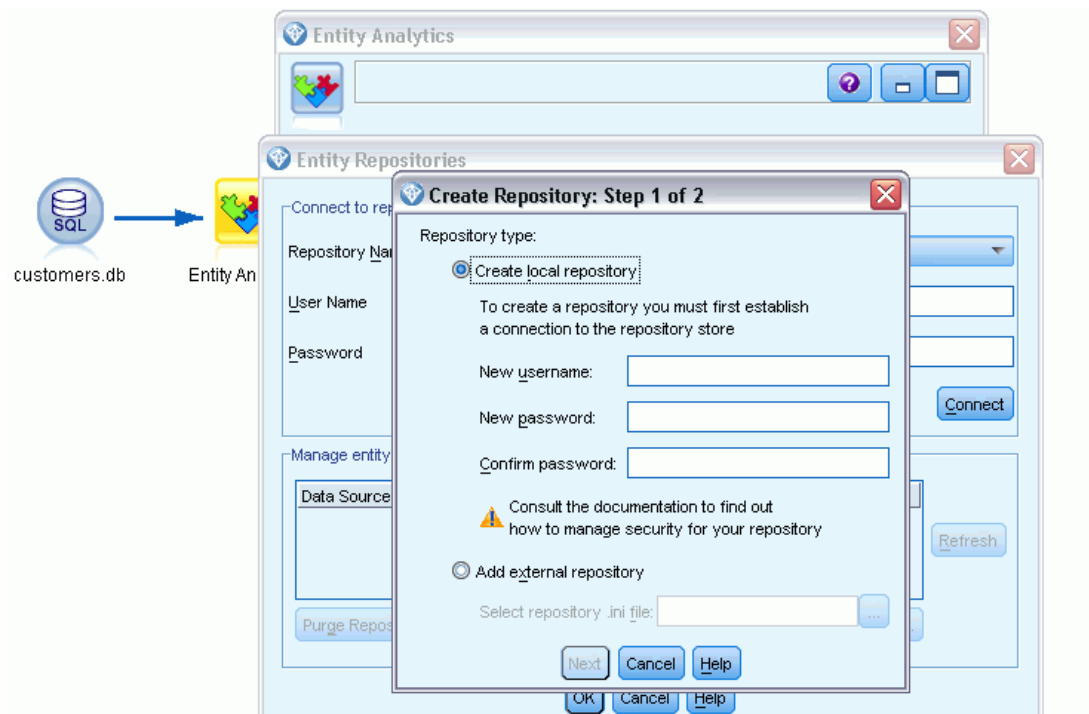 Entity Analytics
Entity Repositories
Create Repository: Step 1 of 2
SQL
customers.db
Entity An
Connect to rep
Repository Nar
User Name
Password
Connect
Manage entity
Data Source
Refresh
Purge Repos
OK Cancel Help
Repository type:
Create local repository
To create a repository you must first establish
a connection to the repository store
New username:
New password:
Confirm password:
Consult the documentation to find out
how to manage security for your repository
Add external repository
Select repository .ini file:
...
Next Cancel Help